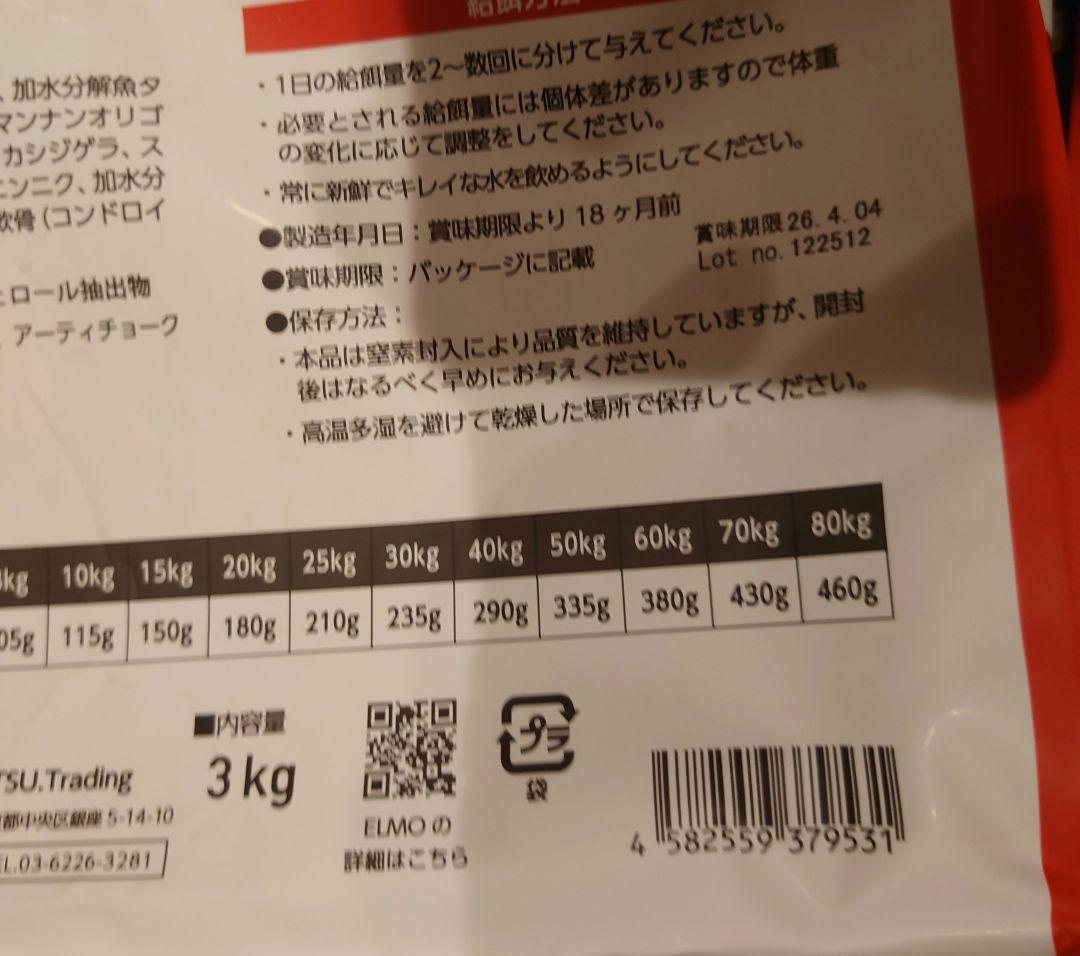 、加水分解魚タ
マンナンオリゴ
カシジゲラ、ス
ニンニク、加水分
軟骨(コンドロイ
ロール抽出物
アーティチョーク
給餌方法
・1日の給餌量を2〜数回に分けて与えてください。
・必要とされる給餌量には個体差がありますので体重
の変化に応じて調整をしてください。
・常に新鮮でキレイな水を飲めるようにしてください。
●製造年月日:賞味期限より18ヶ月前
●賞味期限:パッケージに記載
賞味期限26.4.04
Lot no.122512
●保存方法:
・本品は窒素封入により品質を維持していますが、開封
後はなるべく早めにお与えください。
・高温多湿を避けて乾燥した場所で保存してください。
kg 10kg 15kg 20kg 25kg 30kg 40kg 50kg 60kg 70kg 80kg
05g 115g 150g 180g 210g 235g 290g 335g 380g 430g 460g
■内容量
3kg
TSU.Trading
都中央区銀座 5-14-10
EL.03-6226-3281
ELMOの
詳細はこちら
プラ
袋
4 582559 379531